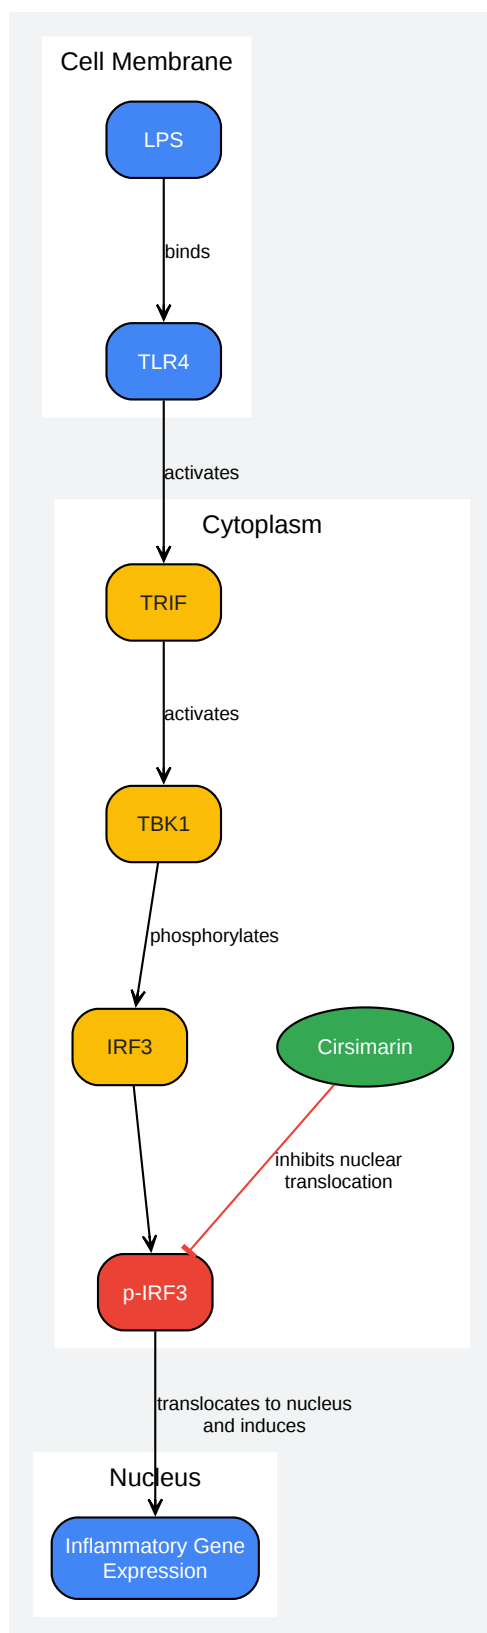 Cell Membrane
LPS
binds
TLR4
activates
Cytoplasm
TRIF
activates
TBK1
phosphorylates
IRF3
Cirsimarin
inhibits nuclear
translocation
p-IRF3
translocates to nucleus
and induces
Nucleus
Inflammatory Gene
Expression